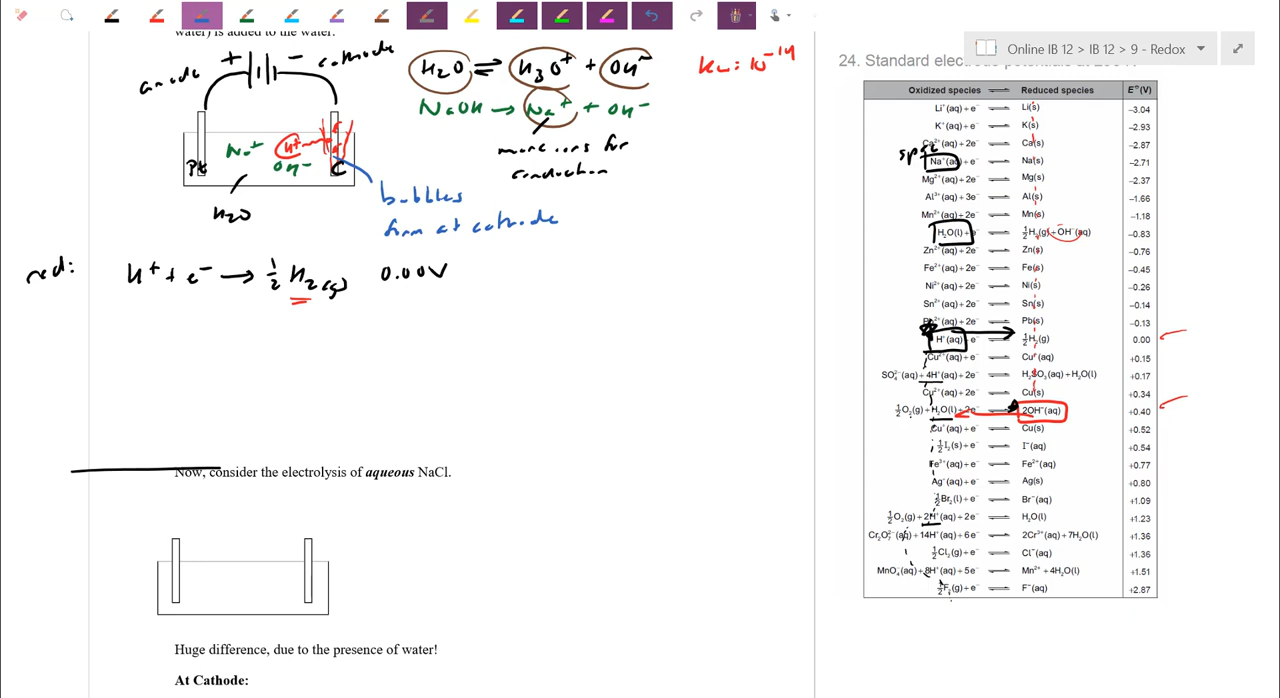 water) is added to the water.
anode + − cathode
H2O ⇌ H3O+ + OH−
Kw: 10−14
NaOH → Na+ + OH−
more ions for
conduction
Pt Na+ H+ OH− C
H2O
bubbles
form at cathode
red: H+ + e− → ½ H2(g) 0.00V
Now, consider the electrolysis of aqueous NaCl.
Huge difference, due to the presence of water!
At Cathode:
Online IB 12 > IB 12 > 9 - Redox
24. Standard
Oxidized species ⇌ Reduced species E⊖(V)
Li+(aq) + e− ⇌ Li(s) −3.04
K+(aq) + e− ⇌ K(s) −2.93
Ca2+(aq) + 2e− ⇌ Ca(s) −2.87
Na+(aq) + e− ⇌ Na(s) −2.71
Mg2+(aq) + 2e− ⇌ Mg(s) −2.37
Al3+(aq) + 3e− ⇌ Al(s) −1.66
Mn2+(aq) + 2e− ⇌ Mn(s) −1.18
H2O(l) + e− ⇌ ½H2(g) + OH−(aq) −0.83
Zn2+(aq) + 2e− ⇌ Zn(s) −0.76
Fe2+(aq) + 2e− ⇌ Fe(s) −0.45
Ni2+(aq) + 2e− ⇌ Ni(s) −0.26
Sn2+(aq) + 2e− ⇌ Sn(s) −0.14
Pb2+(aq) + 2e− ⇌ Pb(s) −0.13
H+(aq) + e− ⇌ ½H2(g) 0.00
Cu2+(aq) + e− ⇌ Cu+(aq) +0.15
SO42−(aq) + 4H+(aq) + 2e− ⇌ H2SO3(aq) + H2O(l) +0.17
Cu2+(aq) + 2e− ⇌ Cu(s) +0.34
½O2(g) + H2O(l) + 2e− ⇌ 2OH−(aq) +0.40
Cu+(aq) + e− ⇌ Cu(s) +0.52
½I2(s) + e− ⇌ I−(aq) +0.54
Fe3+(aq) + e− ⇌ Fe2+(aq) +0.77
Ag+(aq) + e− ⇌ Ag(s) +0.80
½Br2(l) + e− ⇌ Br−(aq) +1.09
½O2(g) + 2H+(aq) + 2e− ⇌ H2O(l) +1.23
Cr2O72−(aq) + 14H+(aq) + 6e− ⇌ 2Cr3+(aq) + 7H2O(l) +1.36
½Cl2(g) + e− ⇌ Cl−(aq) +1.36
MnO4−(aq) + 8H+(aq) + 5e− ⇌ Mn2+ + 4H2O(l) +1.51
½F2(g) + e− ⇌ F−(aq) +2.87